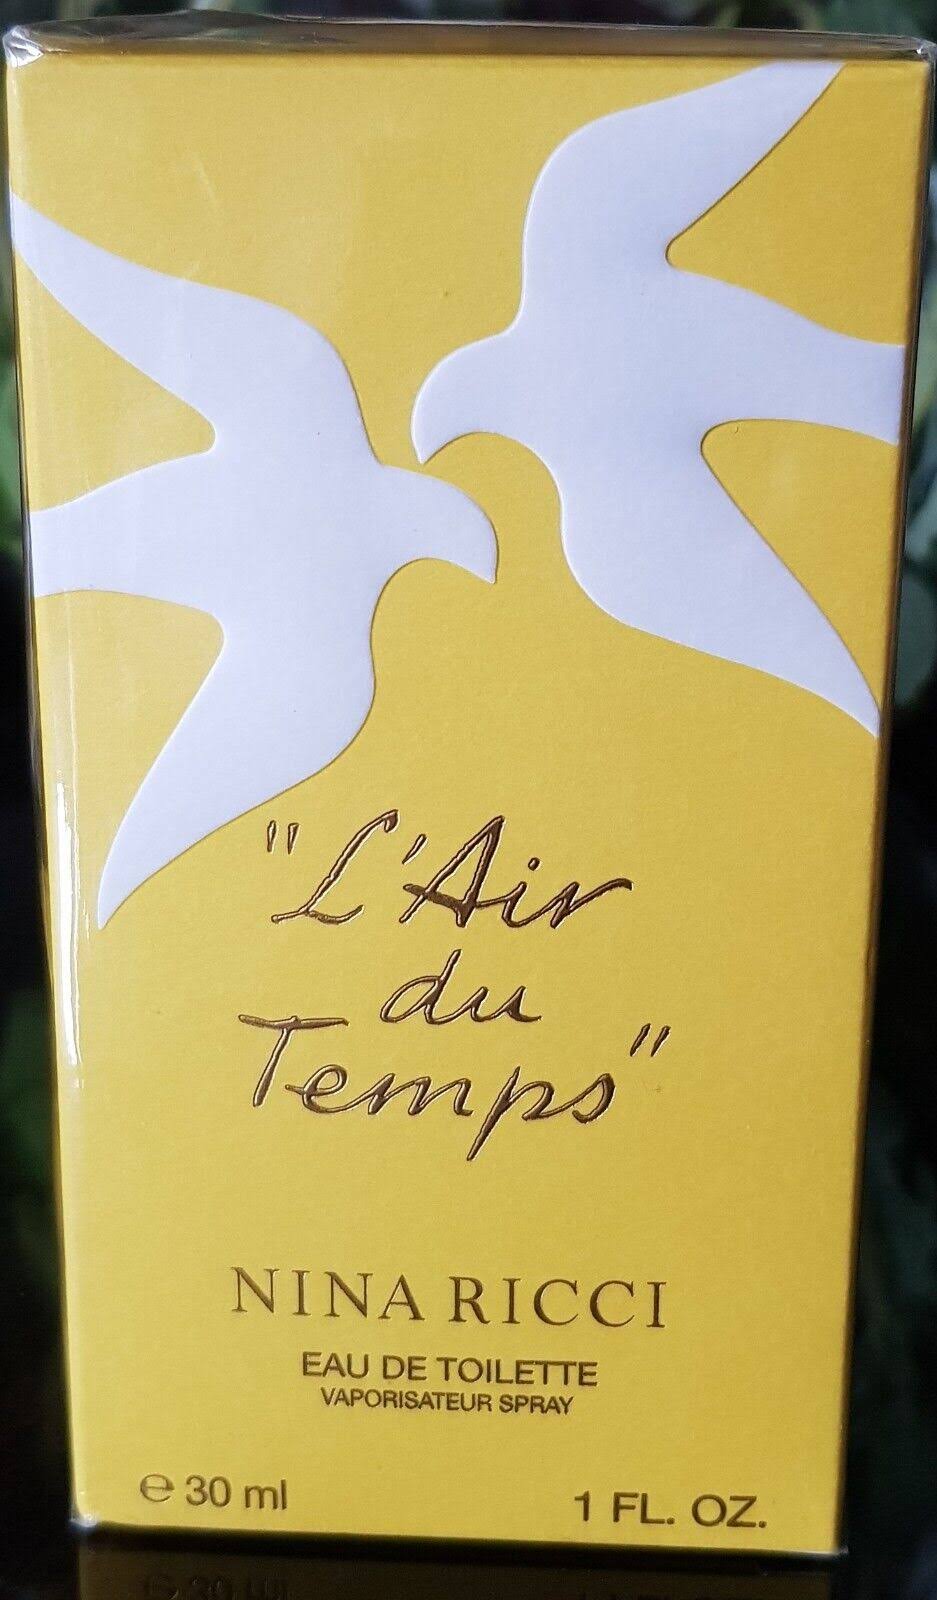 "L'Air
du
Temps"
NINA RICCI
EAU DE TOILETTE
VAPORISATEUR SPRAY
℮ 30 ml 1 FL. OZ.